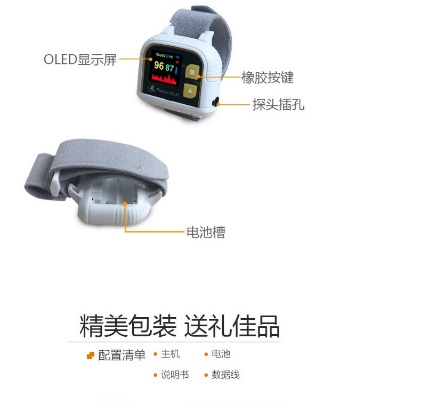 OLED显示屏
96 87
橡胶按键
探头插孔
电池槽
精美包装 送礼佳品
配置清单 • 主机 • 电池
• 说明书 • 数据线